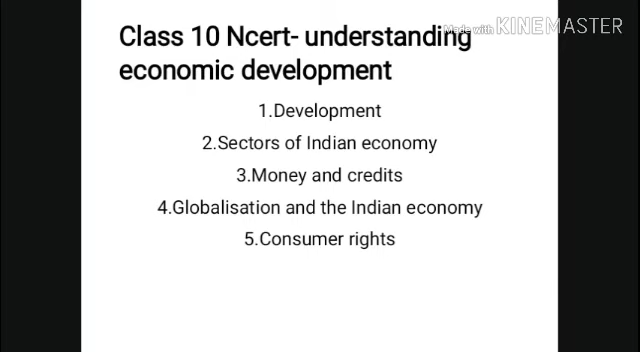 Made with KINEMASTER
Class 10 Ncert- understanding
economic development
1.Development
2.Sectors of Indian economy
3.Money and credits
4.Globalisation and the Indian economy
5.Consumer rights